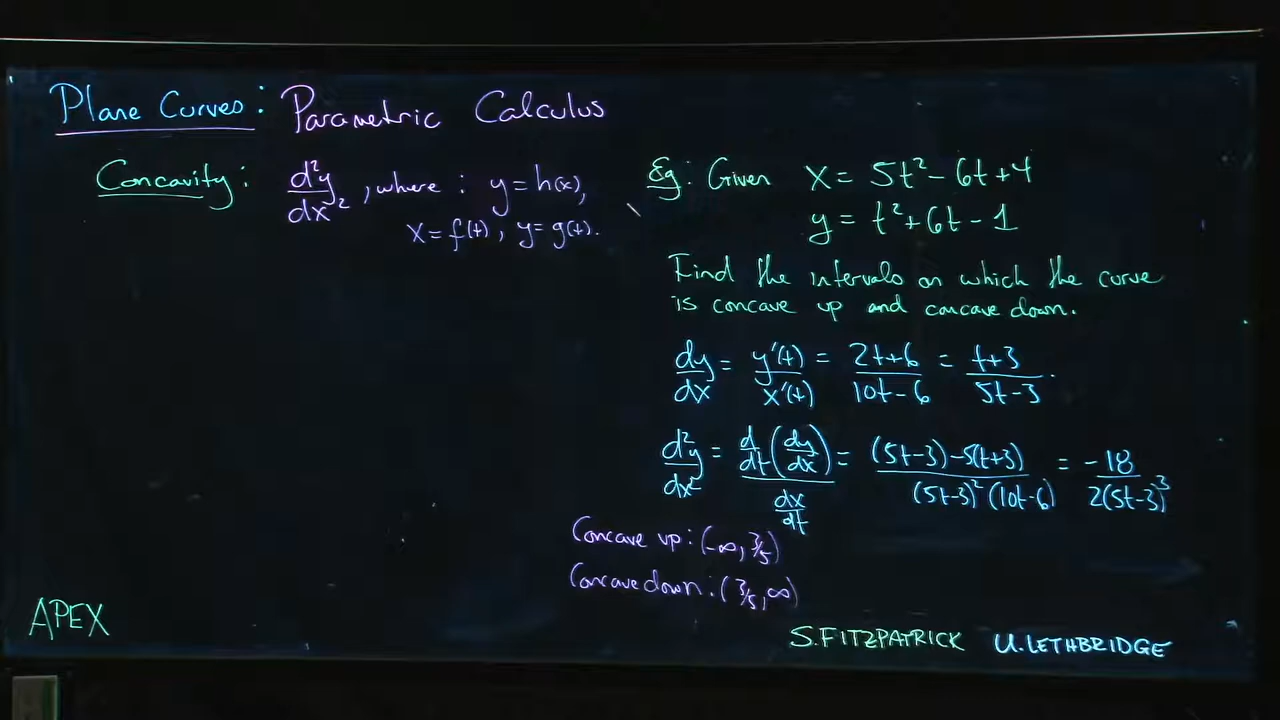 Plane Curves: Parametric Calculus
Concavity: d²y/dx², where: y=h(x),
x=f(t), y=g(t).
Eg: Given x= 5t²-6t+4
y= t²+6t-1
Find the intervals on which the curve
is concave up and concave down.
dy/dx = y'(t)/x'(t) = (2t+6)/(10t-6) = (t+3)/(5t-3).
d²y/dx² = d/dt(dy/dx)/(dx/dt) = ((5t-3)-5(t+3))/((5t-3)²(10t-6)) = -18/(2(5t-3)³)
Concave up: (-∞, 3/5)
Concave down: (3/5, ∞)
APEX
S.FITZPATRICK U.LETHBRIDGE